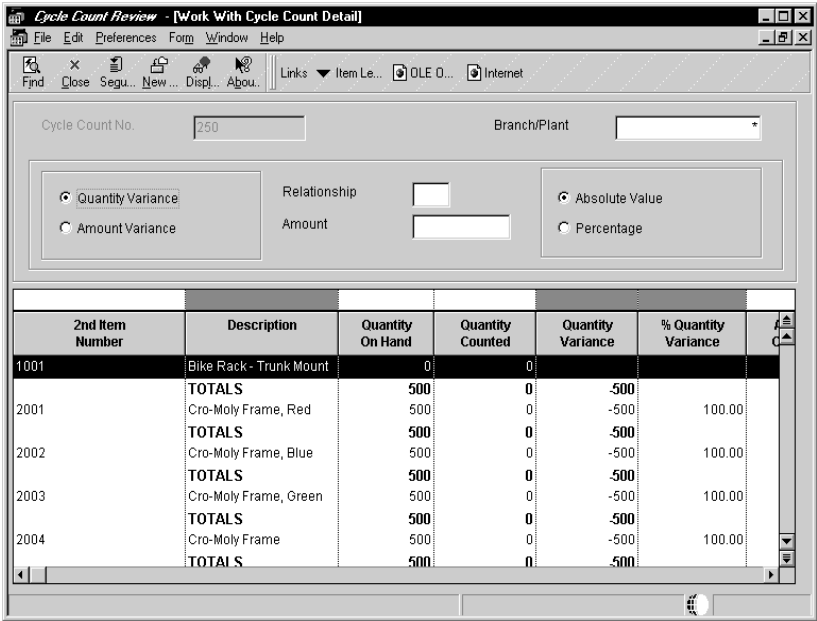 Cycle Count Review - [Work With Cycle Count Detail]
File Edit Preferences Form Window Help
Find Close Segu... New ... Displ... Abou.. Links Item Le... OLE O... Internet
Cycle Count No. 250 Branch/Plant *
Quantity Variance Relationship Absolute Value
Amount Variance Amount Percentage
2nd Item Number Description Quantity On Hand Quantity Counted Quantity Variance % Quantity Variance
1001 Bike Rack - Trunk Mount 0 0
TOTALS 500 0 -500
2001 Cro-Moly Frame, Red 500 0 -500 100.00
TOTALS 500 0 -500
2002 Cro-Moly Frame, Blue 500 0 -500 100.00
TOTALS 500 0 -500
2003 Cro-Moly Frame, Green 500 0 -500 100.00
TOTALS 500 0 -500
2004 Cro-Moly Frame 500 0 -500 100.00
TOTALS 500 0 -500